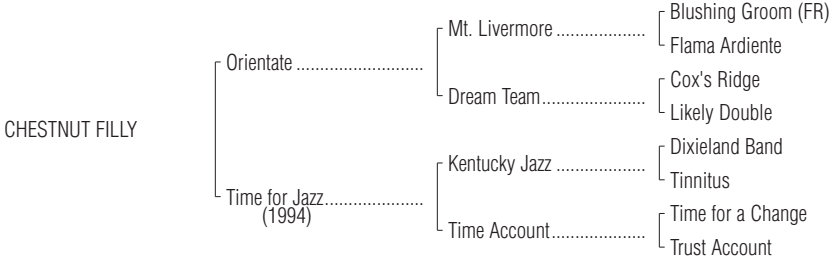 Blushing Groom (FR)
Mt. Livermore ....................
Flama Ardiente
Orientate ............................
Cox's Ridge
Dream Team.......................
Likely Double
CHESTNUT FILLY
Dixieland Band
Kentucky Jazz ....................
Tinnitus
Time for Jazz......................
(1994)
Time for a Change
Time Account.....................
Trust Account